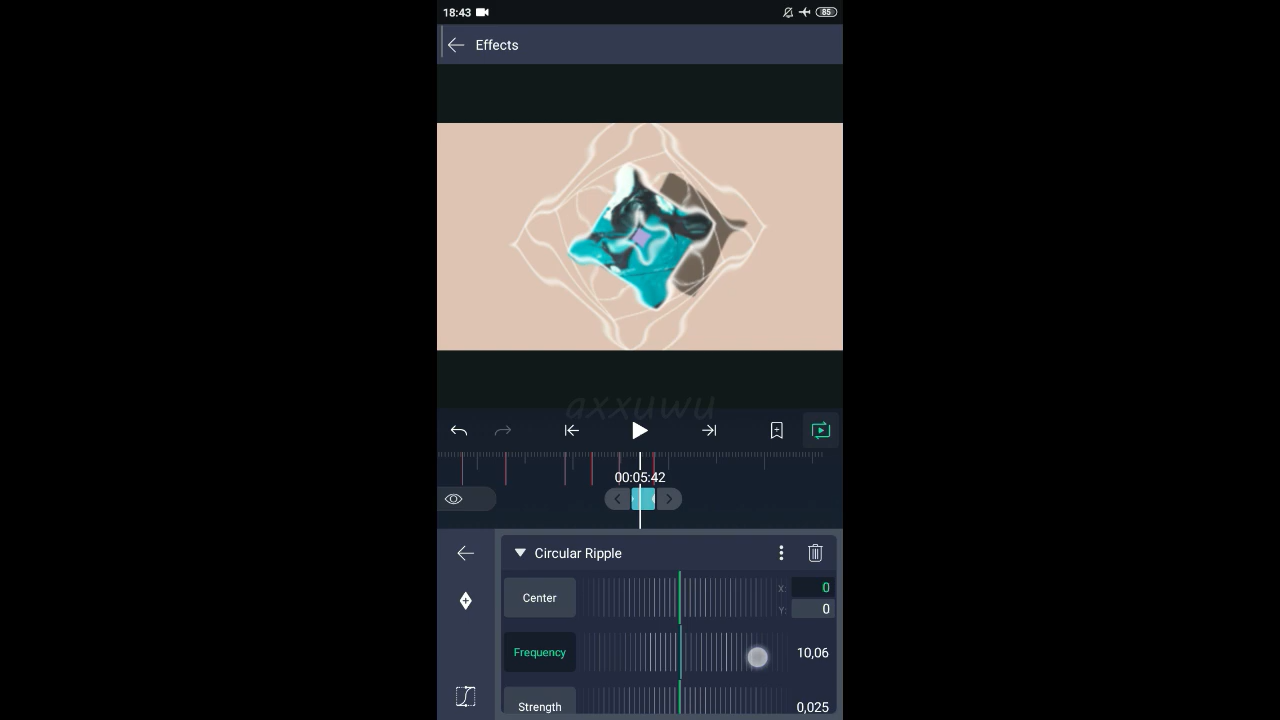 18:43
85
Effects
axxuwu
00:05:42
Circular Ripple
Center
X: 0
Y: 0
Frequency
10,06
Strength
0,025